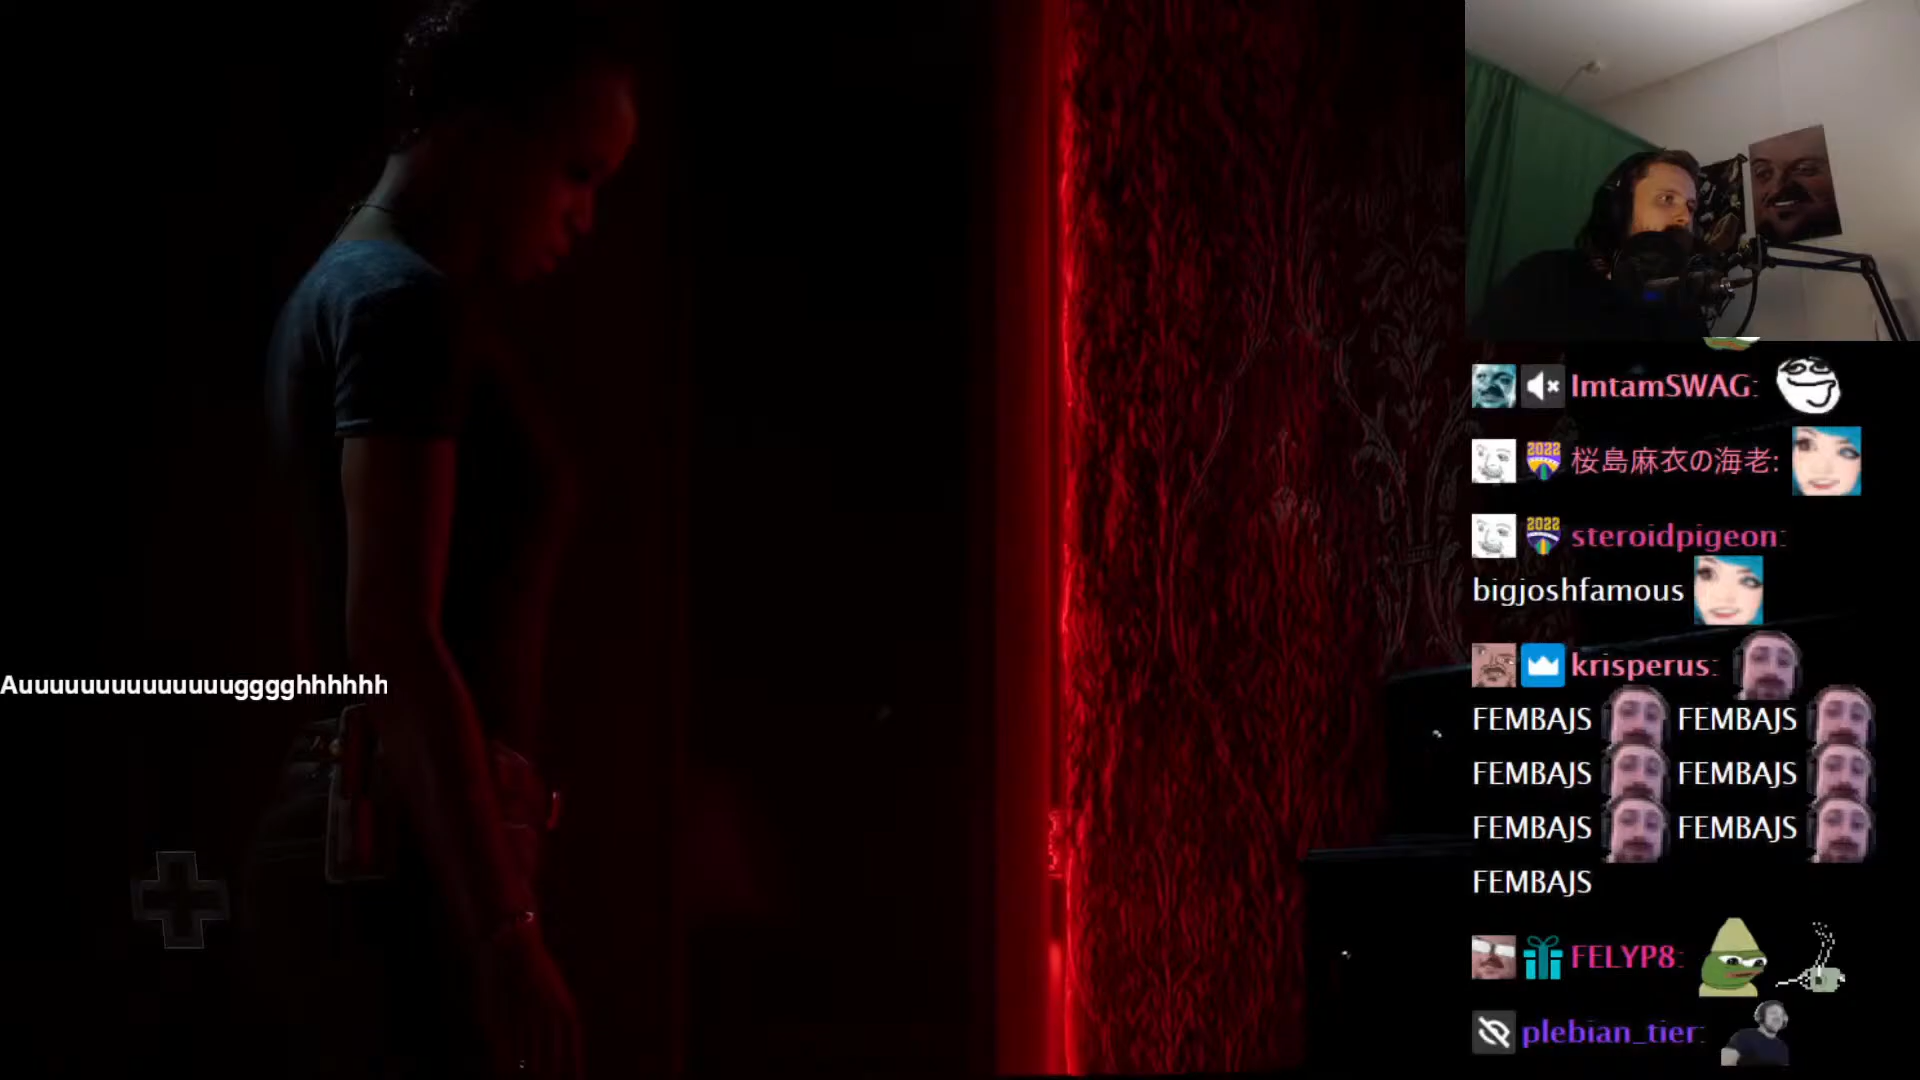 Auuuuuuuuuuuuuugggghhhhhh
ImtamSWAG:
2022 桜島麻衣の海老:
2022 steroidpigeon:
bigjoshfamous
krisperus:
FEMBAJS FEMBAJS
FEMBAJS FEMBAJS
FEMBAJS FEMBAJS
FEMBAJS
FELYP8:
plebian_tier: